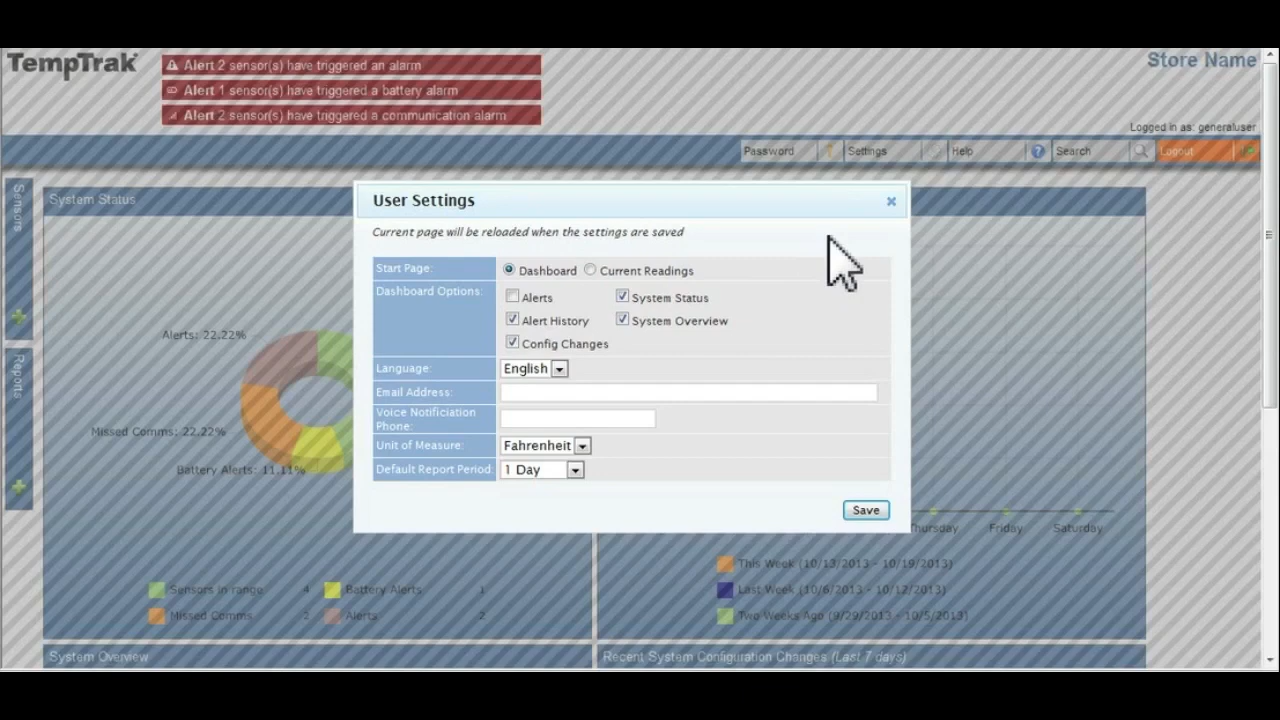 TempTrak
Alert 2 sensor(s) have triggered an alarm
Alert 1 sensor(s) have triggered a battery alarm
Alert 2 sensor(s) have triggered a communication alarm
Store Name
Logged in as: generaluser
Password
Settings
Help
Search
Logout
Sensors
Reports
System Status
Alerts: 22.22%
Missed Comms: 22.22%
Battery Alerts: 11.11%
Sensors in range 4
Battery Alerts 1
Missed Comms 2
Alerts 2
User Settings
Current page will be reloaded when the settings are saved
Start Page:
Dashboard
Current Readings
Dashboard Options:
Alerts
System Status
Alert History
System Overview
Config Changes
Language:
English
Email Address:
Voice Notificiation
Phone:
Unit of Measure:
Fahrenheit
Default Report Period:
1 Day
Save
Thursday
Friday
Saturday
This Week (10/13/2013 - 10/19/2013)
Last Week (10/6/2013 - 10/12/2013)
Two Weeks Ago (9/29/2013 - 10/5/2013)
System Overview
Recent System Configuration Changes (Last 7 days)